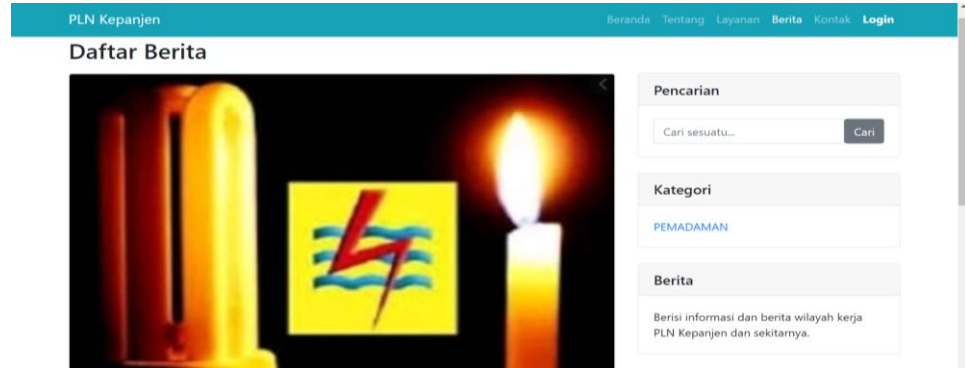 PLN Kepanjen
Beranda Tentang Layanan Berita Kontak Login
Daftar Berita
Pencarian
Cari sesuatu... Cari
Kategori
PEMADAMAN
Berita
Berisi informasi dan berita wilayah kerja
PLN Kepanjen dan sekitarnya.